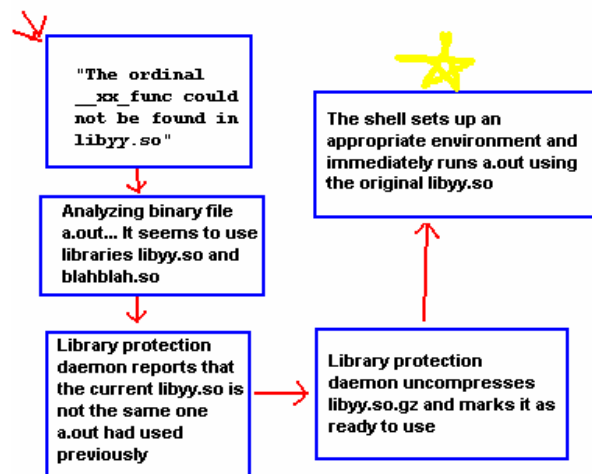 "The ordinal
__xx_func could
not be found in
libyy.so"
Analyzing binary file
a.out... It seems to use
libraries libyy.so and
blahblah.so
Library protection
daemon reports that
the current libyy.so is
not the same one
a.out had used
previously
Library protection
daemon uncompresses
libyy.so.gz and marks it as
ready to use
The shell sets up an
appropriate environment and
immediately runs a.out using
the original libyy.so